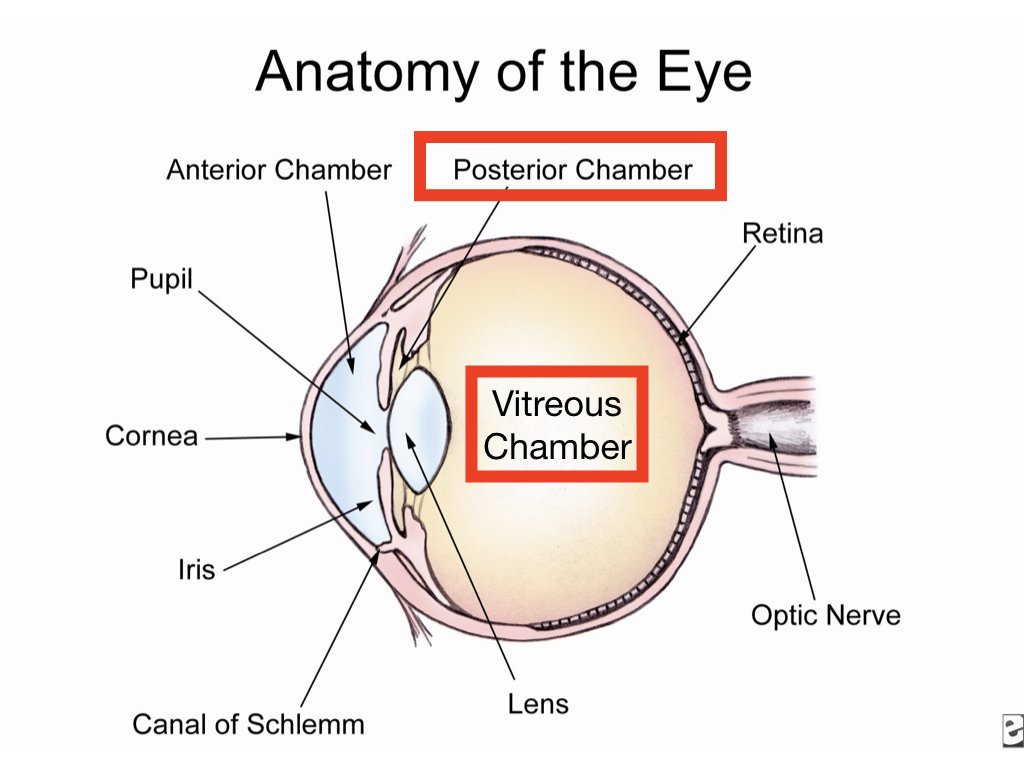 Anatomy of the Eye
Anterior Chamber
Posterior Chamber
Retina
Pupil
Vitreous
Chamber
Cornea
Iris
Optic Nerve
Lens
Canal of Schlemm
e